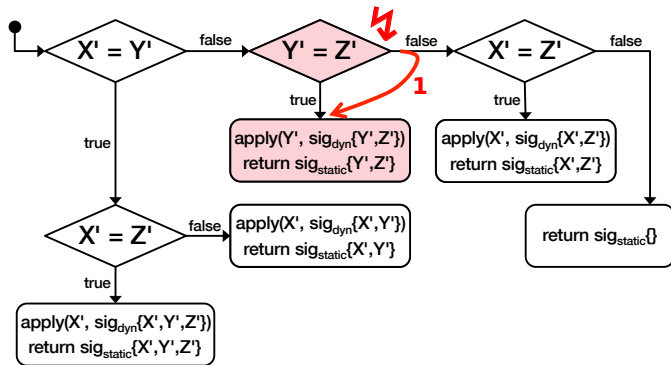 X' = Y'
false
Y' = Z'
false
X' = Z'
false
1
true
true
true
apply(Y', sigdyn{Y',Z'})
return sigstatic{Y',Z'}
apply(X', sigdyn{X',Z'})
return sigstatic{X',Z'}
X' = Z'
false
apply(X', sigdyn{X',Y'})
return sigstatic{X',Y'}
return sigstatic{}
true
apply(X', sigdyn{X',Y',Z'})
return sigstatic{X',Y',Z'}